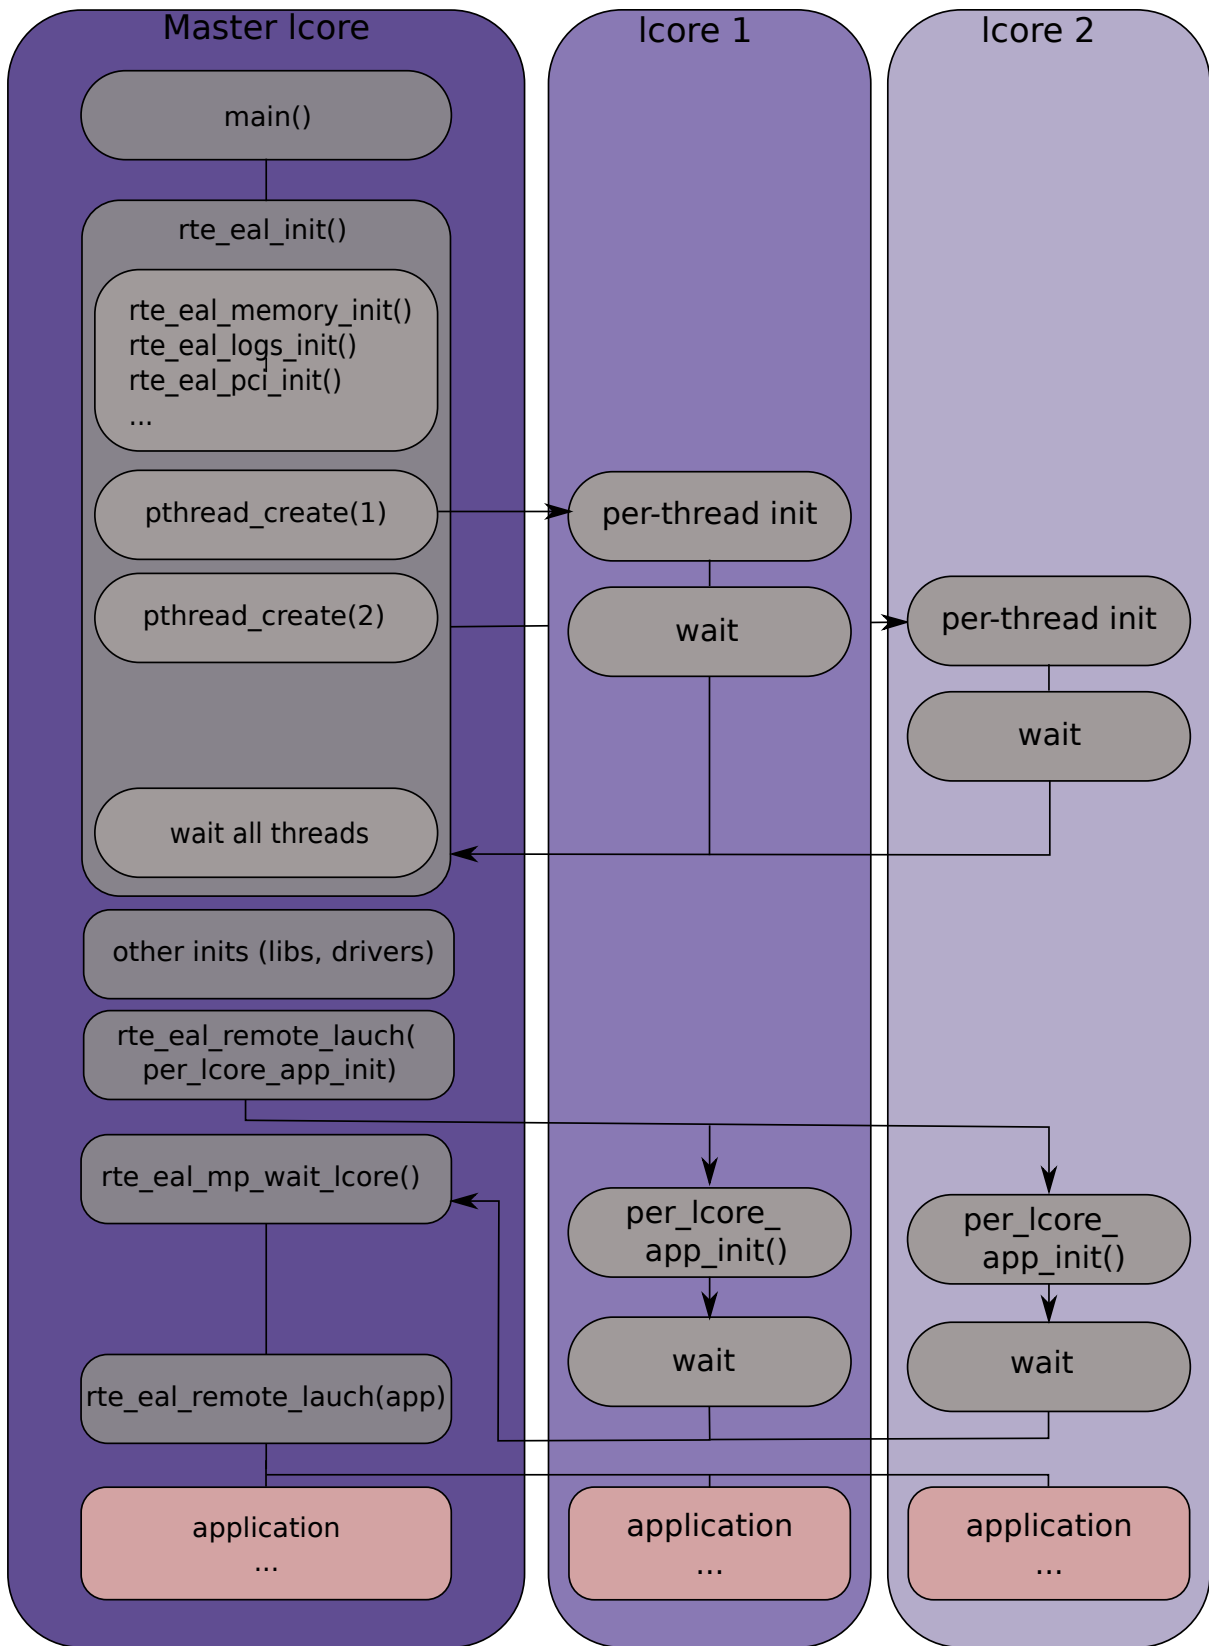 Master lcore
main()
rte_eal_init()
rte_eal_memory_init()
rte_eal_logs_init()
rte_eal_pci_init()
...
pthread_create(1)
pthread_create(2)
wait all threads
other inits (libs, drivers)
rte_eal_remote_lauch(
per_lcore_app_init)
rte_eal_mp_wait_lcore()
rte_eal_remote_lauch(app)
application
...
lcore 1
per-thread init
wait
per_lcore_
app_init()
wait
application
...
lcore 2
per-thread init
wait
per_lcore_
app_init()
wait
application
...